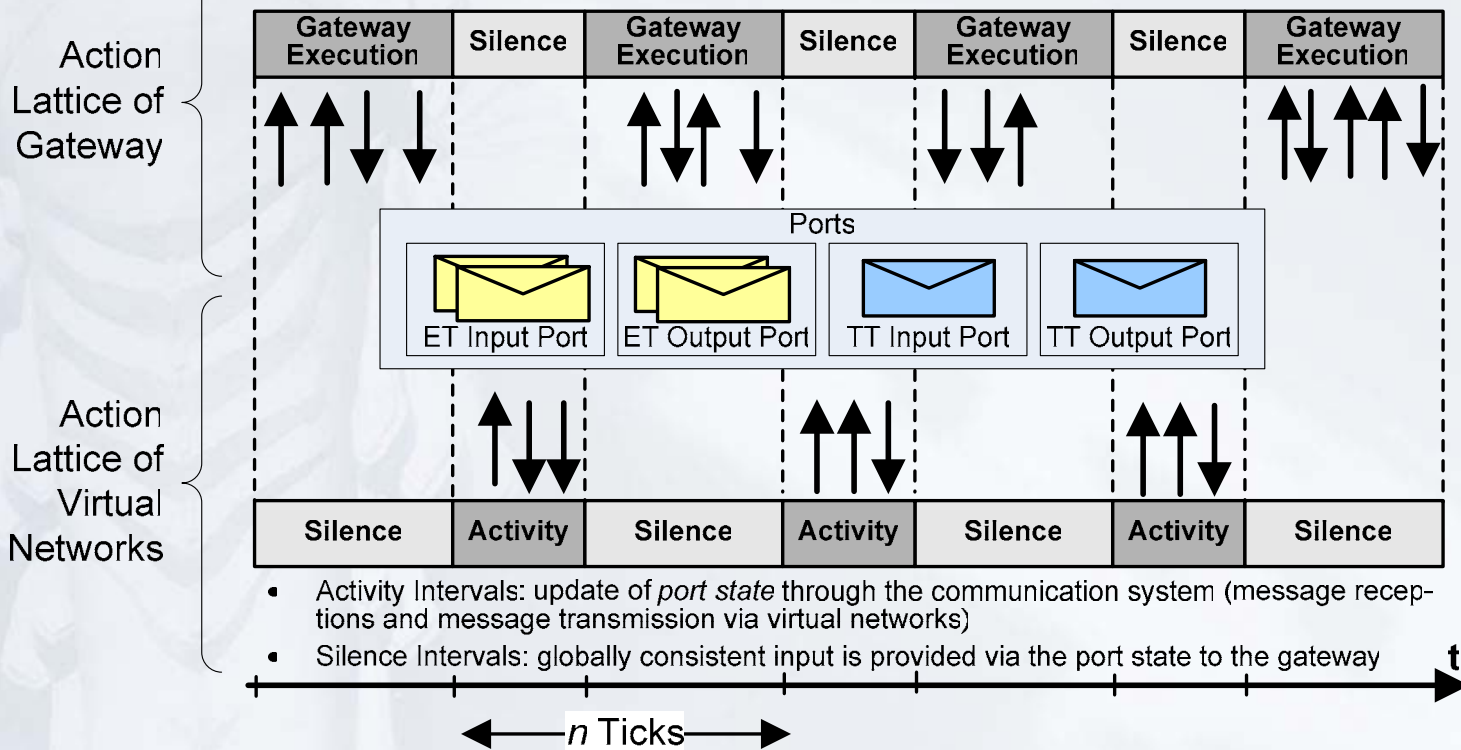 Gateway
Execution
Silence
Gateway
Execution
Silence
Gateway
Execution
Silence
Gateway
Execution
Action
Lattice of
Gateway
Ports
ET Input Port
ET Output Port
TT Input Port
TT Output Port
Action
Lattice of
Virtual
Networks
Silence
Activity
Silence
Activity
Silence
Activity
Silence
• Activity Intervals: update of port state through the communication system (message recep-
tions and message transmission via virtual networks)
• Silence Intervals: globally consistent input is provided via the port state to the gateway
t
n Ticks